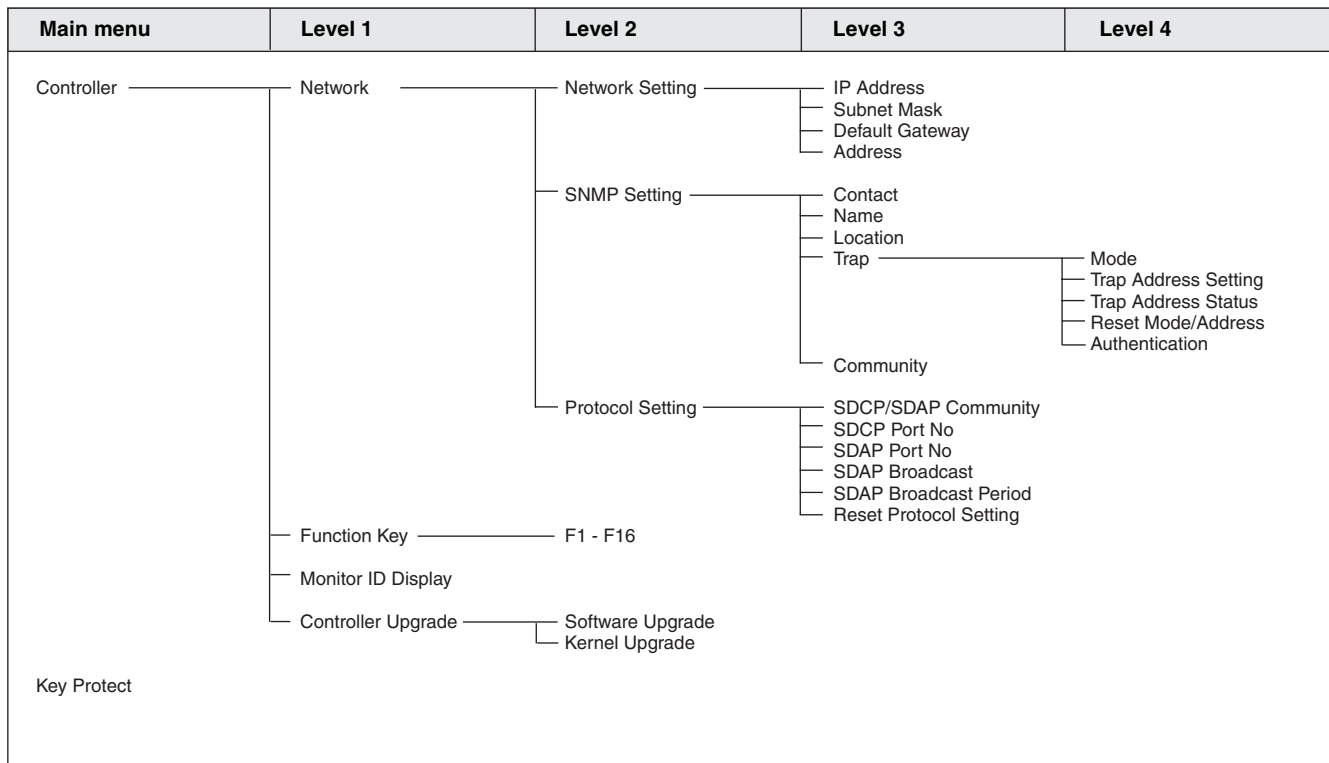 Main menu Level 1 Level 2 Level 3 Level 4
Controller Network Network Setting IP Address
Subnet Mask
Default Gateway
Address
SNMP Setting Contact
Name
Location
Trap Mode
Trap Address Setting
Trap Address Status
Reset Mode/Address
Authentication
Community
Protocol Setting SDCP/SDAP Community
SDCP Port No
SDAP Port No
SDAP Broadcast
SDAP Broadcast Period
Reset Protocol Setting
Function Key F1 - F16
Monitor ID Display
Controller Upgrade Software Upgrade
Kernel Upgrade
Key Protect